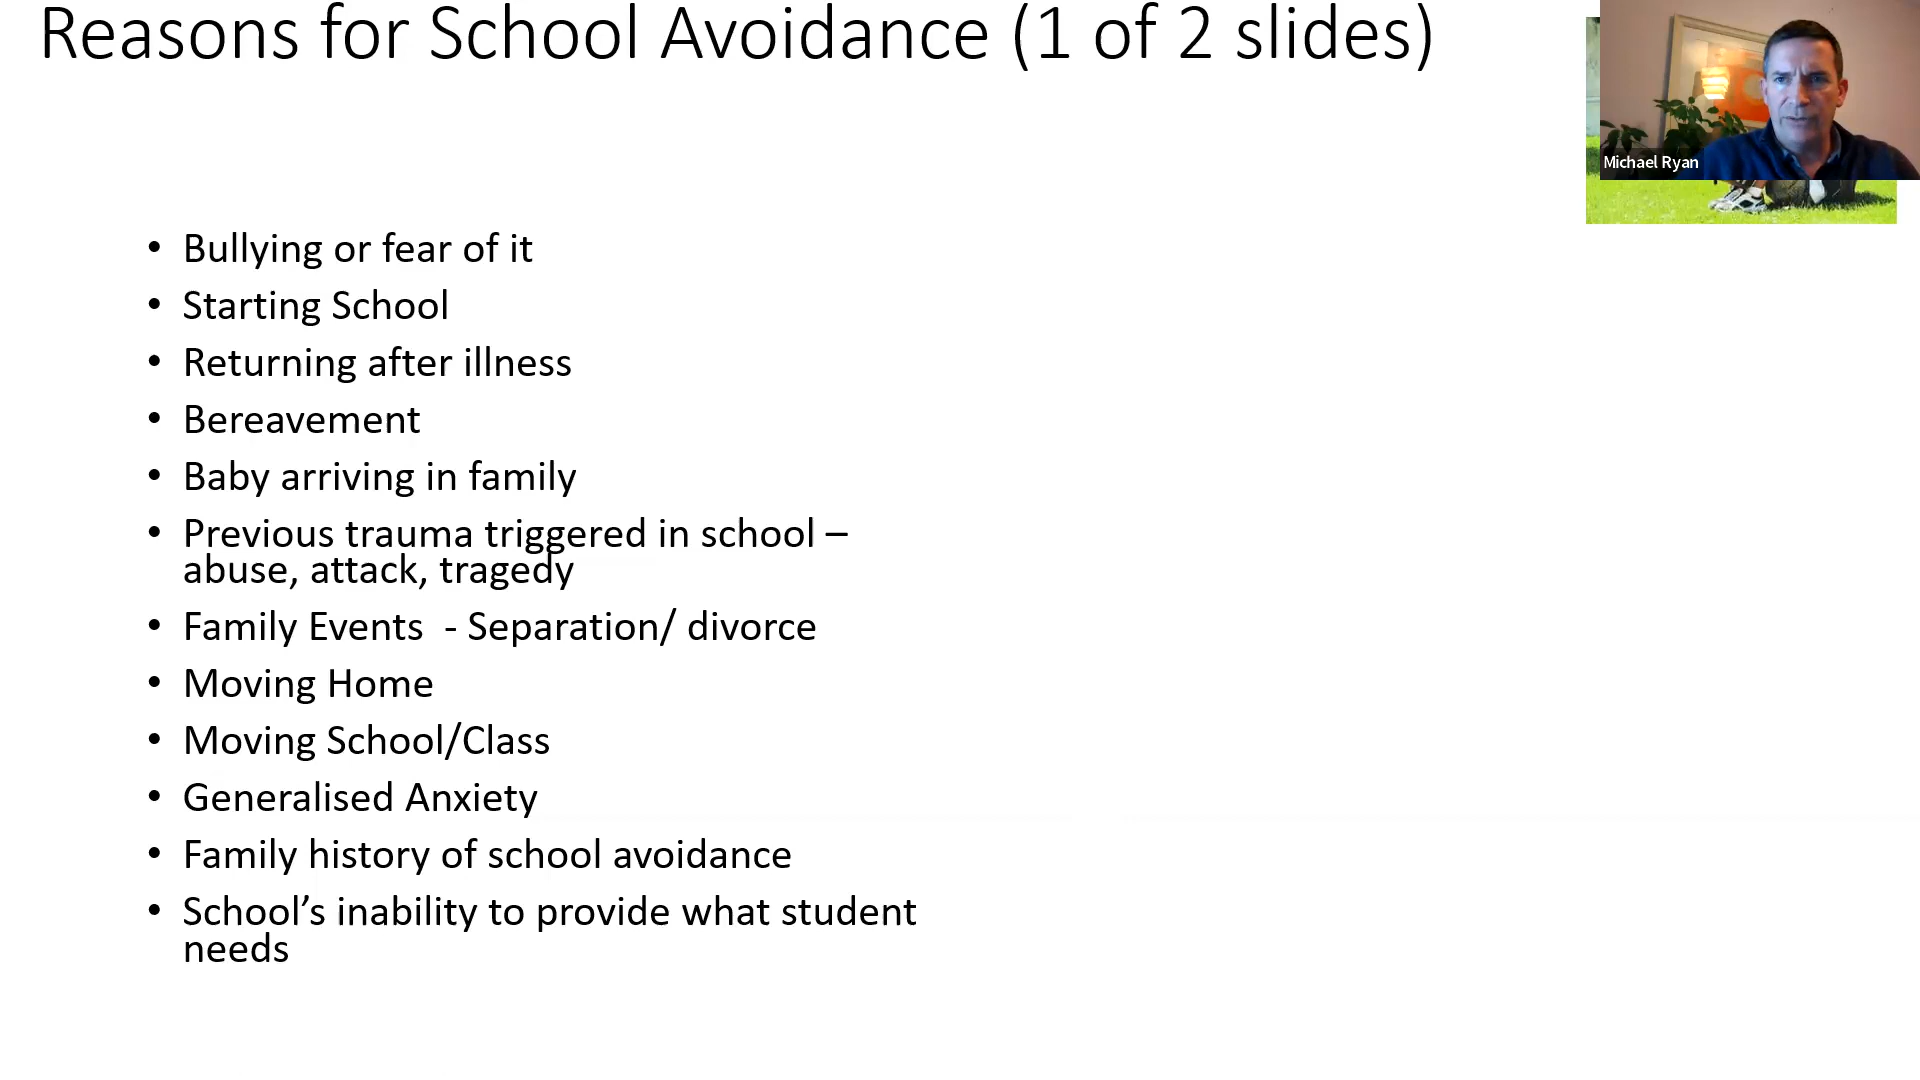 Reasons for School Avoidance (1 of 2 slides)
Michael Ryan
• Bullying or fear of it
• Starting School
• Returning after illness
• Bereavement
• Baby arriving in family
• Previous trauma triggered in school –
abuse, attack, tragedy
• Family Events  - Separation/ divorce
• Moving Home
• Moving School/Class
• Generalised Anxiety
• Family history of school avoidance
• School’s inability to provide what student
needs